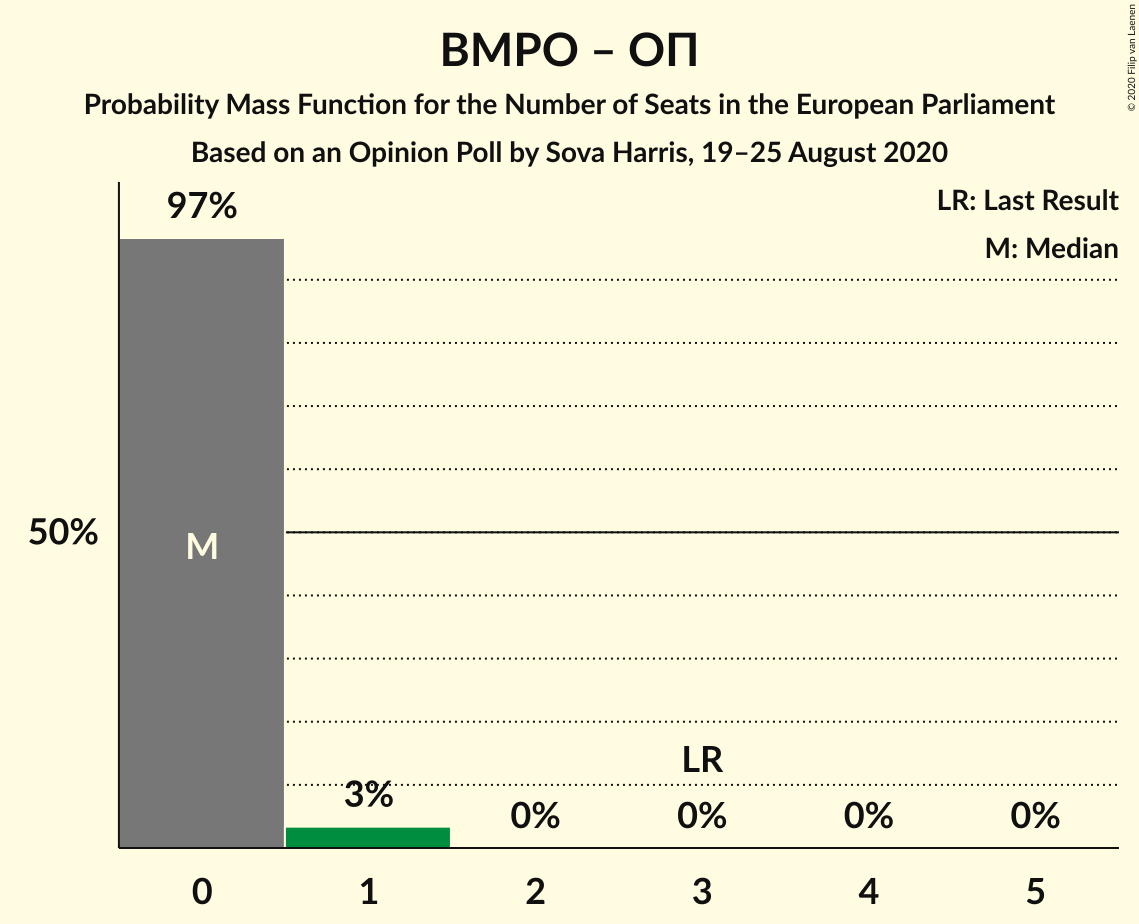 ВМРО – ОП
Probability Mass Function for the Number of Seats in the European Parliament
Based on an Opinion Poll by Sova Harris, 19–25 August 2020
© 2020 Filip van Laenen
LR: Last Result
M: Median
97%
50%
M
LR
3%
0%
0%
0%
0%
0
1
2
3
4
5